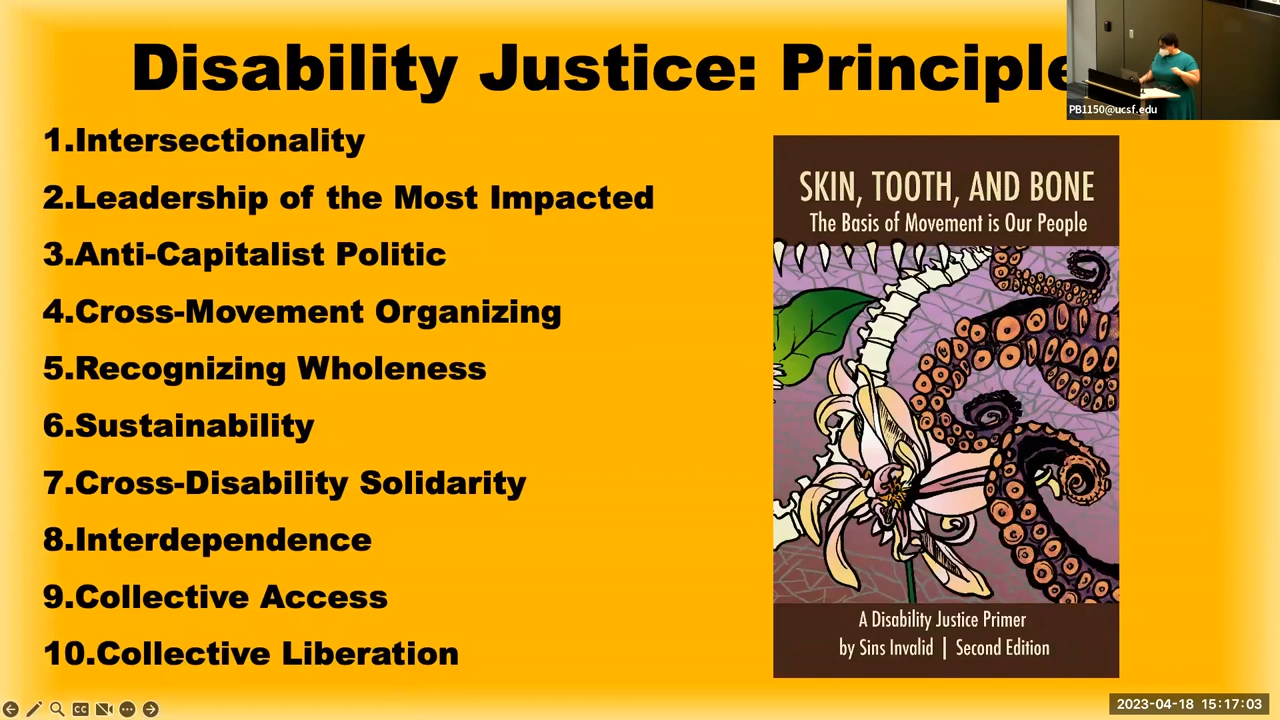 Disability Justice: Principle
PB1150@ucsf.edu
1.Intersectionality
2.Leadership of the Most Impacted
3.Anti-Capitalist Politic
4.Cross-Movement Organizing
5.Recognizing Wholeness
6.Sustainability
7.Cross-Disability Solidarity
8.Interdependence
9.Collective Access
10.Collective Liberation
SKIN, TOOTH, AND BONE
The Basis of Movement is Our People
A Disability Justice Primer
by Sins Invalid | Second Edition
CC
2023-04-18 15:17:03